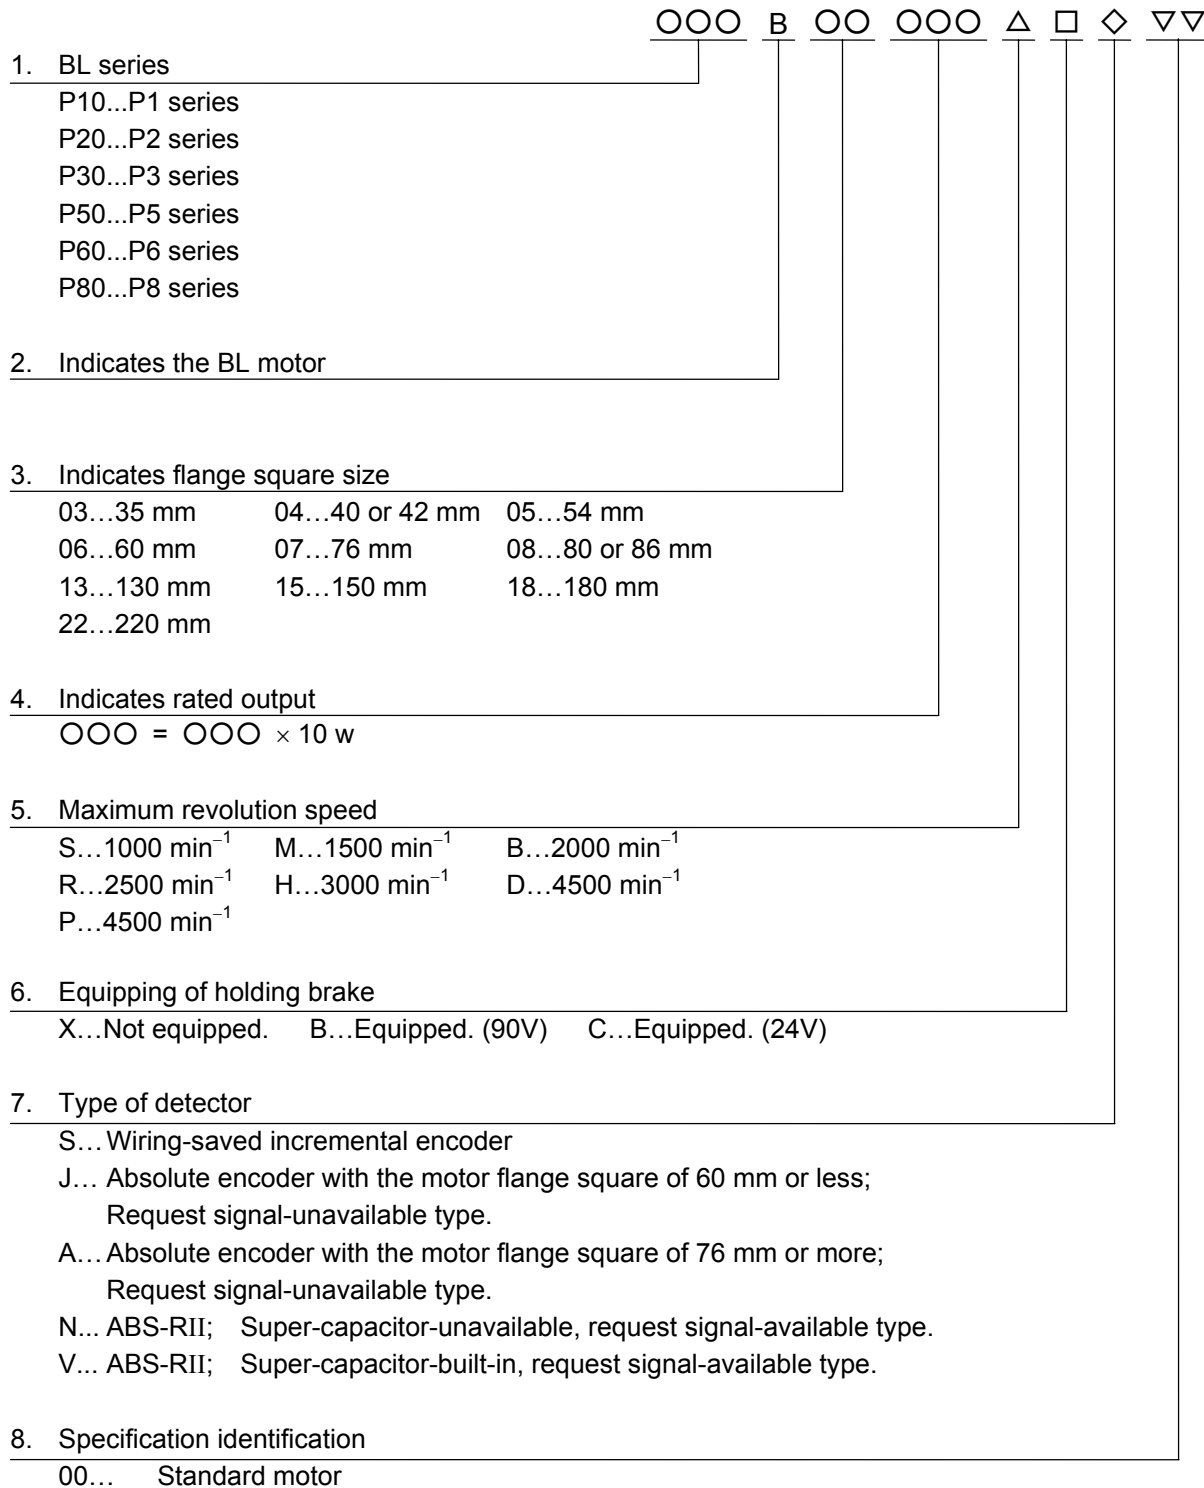 ○○○ B ○○ ○○○ △ □ ◇ ▽▽
1. BL series
P10...P1 series
P20...P2 series
P30...P3 series
P50...P5 series
P60...P6 series
P80...P8 series
2. Indicates the BL motor
3. Indicates flange square size
03…35 mm 04…40 or 42 mm 05…54 mm
06…60 mm 07…76 mm 08…80 or 86 mm
13…130 mm 15…150 mm 18…180 mm
22…220 mm
4. Indicates rated output
○○○ = ○○○ × 10 w
5. Maximum revolution speed
S…1000 min⁻¹ M…1500 min⁻¹ B…2000 min⁻¹
R…2500 min⁻¹ H…3000 min⁻¹ D…4500 min⁻¹
P…4500 min⁻¹
6. Equipping of holding brake
X…Not equipped. B…Equipped. (90V) C…Equipped. (24V)
7. Type of detector
S… Wiring-saved incremental encoder
J… Absolute encoder with the motor flange square of 60 mm or less;
Request signal-unavailable type.
A… Absolute encoder with the motor flange square of 76 mm or more;
Request signal-unavailable type.
N... ABS-RII; Super-capacitor-unavailable, request signal-available type.
V... ABS-RII; Super-capacitor-built-in, request signal-available type.
8. Specification identification
00… Standard motor